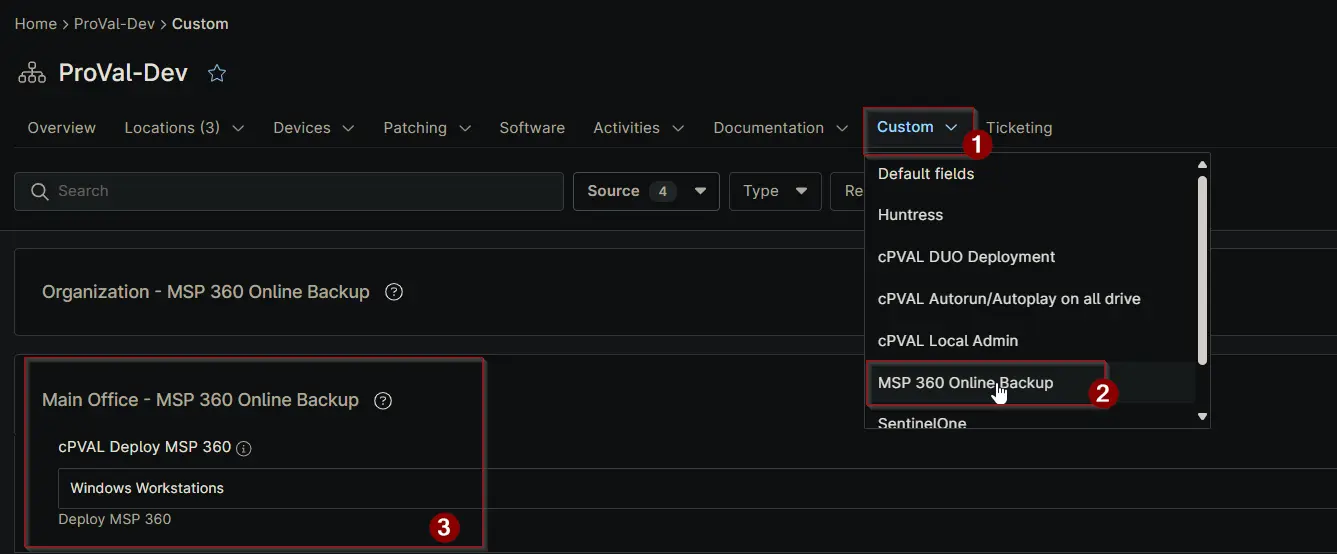 Home > ProVal-Dev > Custom
ProVal-Dev
Overview Locations (3) Devices Patching Software Activities Documentation Custom Ticketing
1
Search Source 4 Type Re
Default fields
Huntress
cPVAL DUO Deployment
cPVAL Autorun/Autoplay on all drive
cPVAL Local Admin
MSP 360 Online Backup
2
SentinelOne
Organization - MSP 360 Online Backup ?
Main Office - MSP 360 Online Backup ?
cPVAL Deploy MSP 360
Windows Workstations
Deploy MSP 360
3